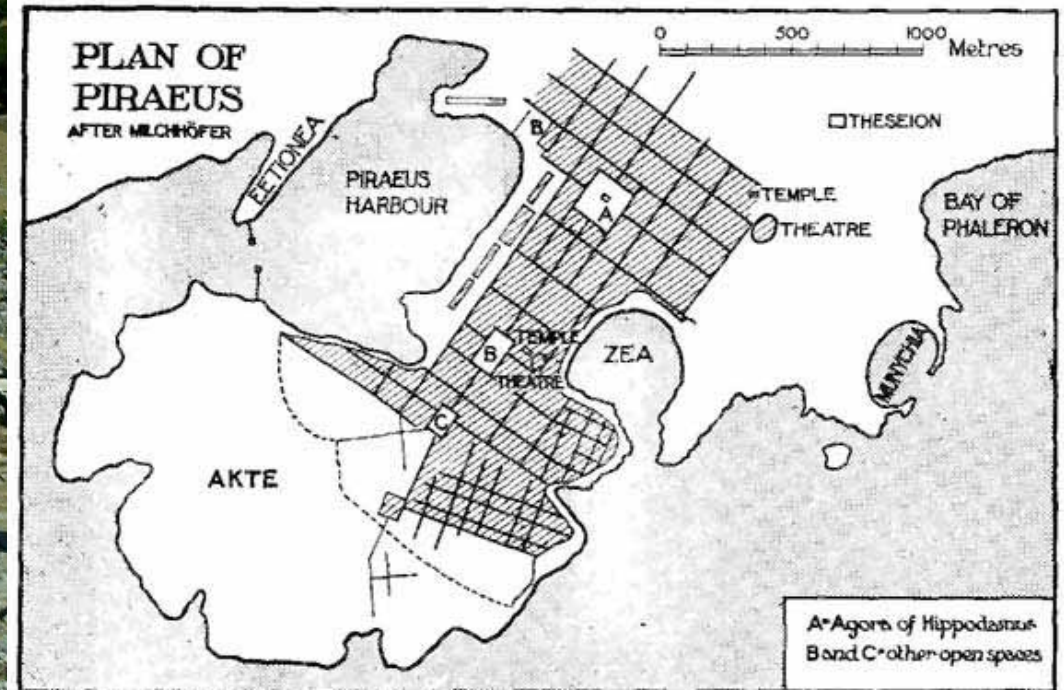 PLAN OF
PIRAEUS
AFTER MILCHHÖFER
0 500 1000
Metres
THESEION
EETIONEA
PIRAEUS
HARBOUR
B
A
TEMPLE
THEATRE
BAY OF
PHALERON
B
TEMPLE
THEATRE
ZEA
MUNYCHIA
C
AKTE
A=Agora of Hippodamus
B and C=other open spaces